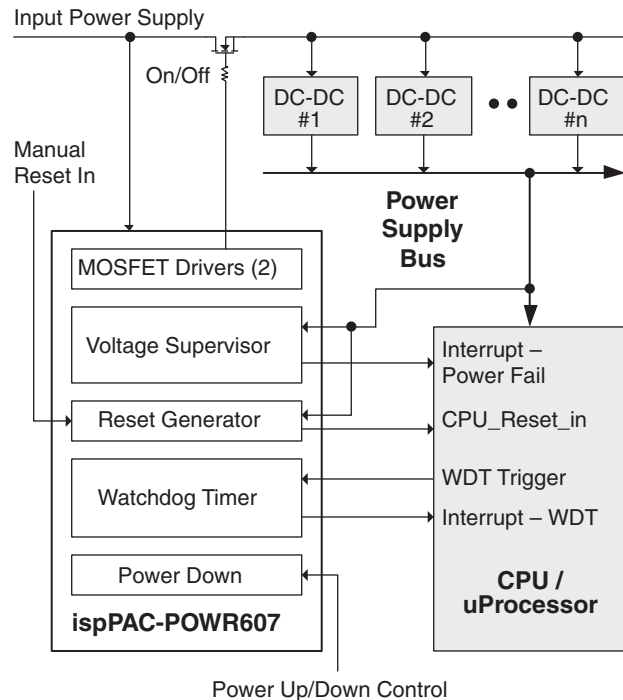 Input Power Supply
On/Off
DC-DC
#1
DC-DC
#2
DC-DC
#n
Manual
Reset In
Power
Supply
Bus
MOSFET Drivers (2)
Voltage Supervisor
Interrupt –
Power Fail
Reset Generator
CPU_Reset_in
Watchdog Timer
WDT Trigger
Interrupt – WDT
Power Down
CPU /
uProcessor
ispPAC-POWR607
Power Up/Down Control